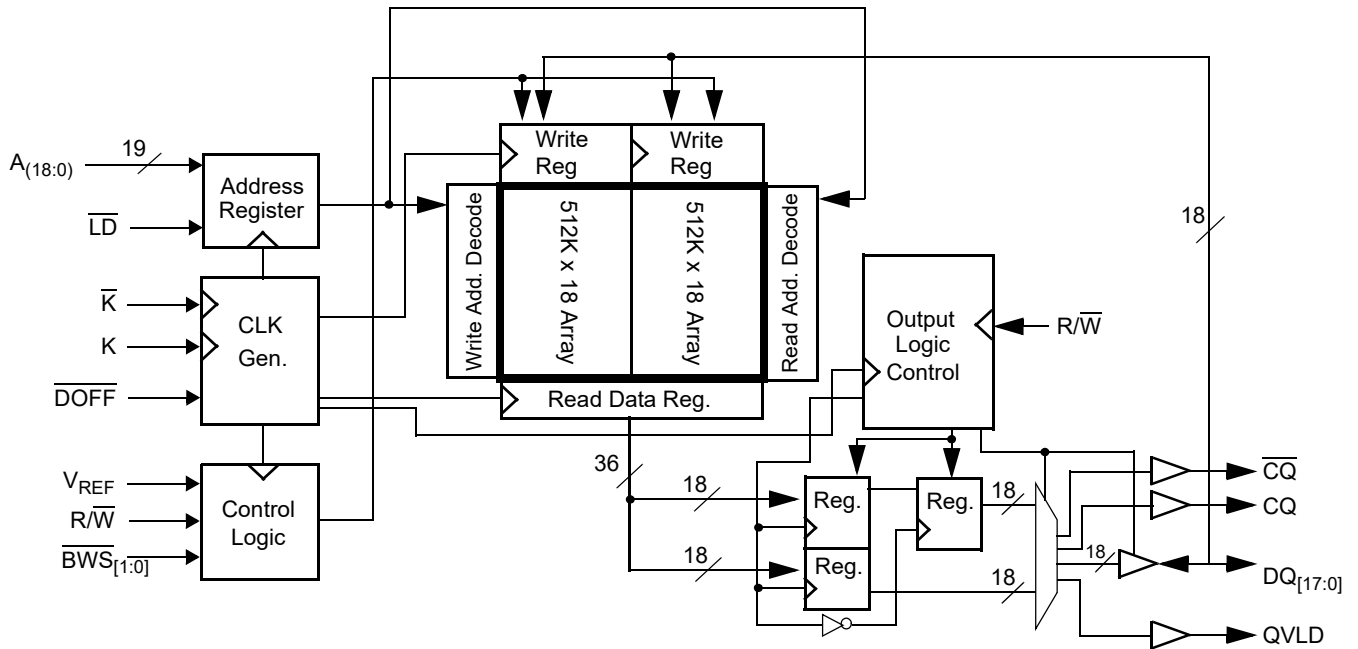 A(18:0)
19
LD
Address
Register
K
K
DOFF
CLK
Gen.
VREF
R/W
BWS[1:0]
Control
Logic
Write
Reg
Write
Reg
Write Add. Decode
512K x 18 Array
512K x 18 Array
Read Add. Decode
Read Data Reg.
Output
Logic
Control
R/W
18
36
18
18
Reg.
Reg.
Reg.
18
18
18
CQ
CQ
DQ[17:0]
QVLD